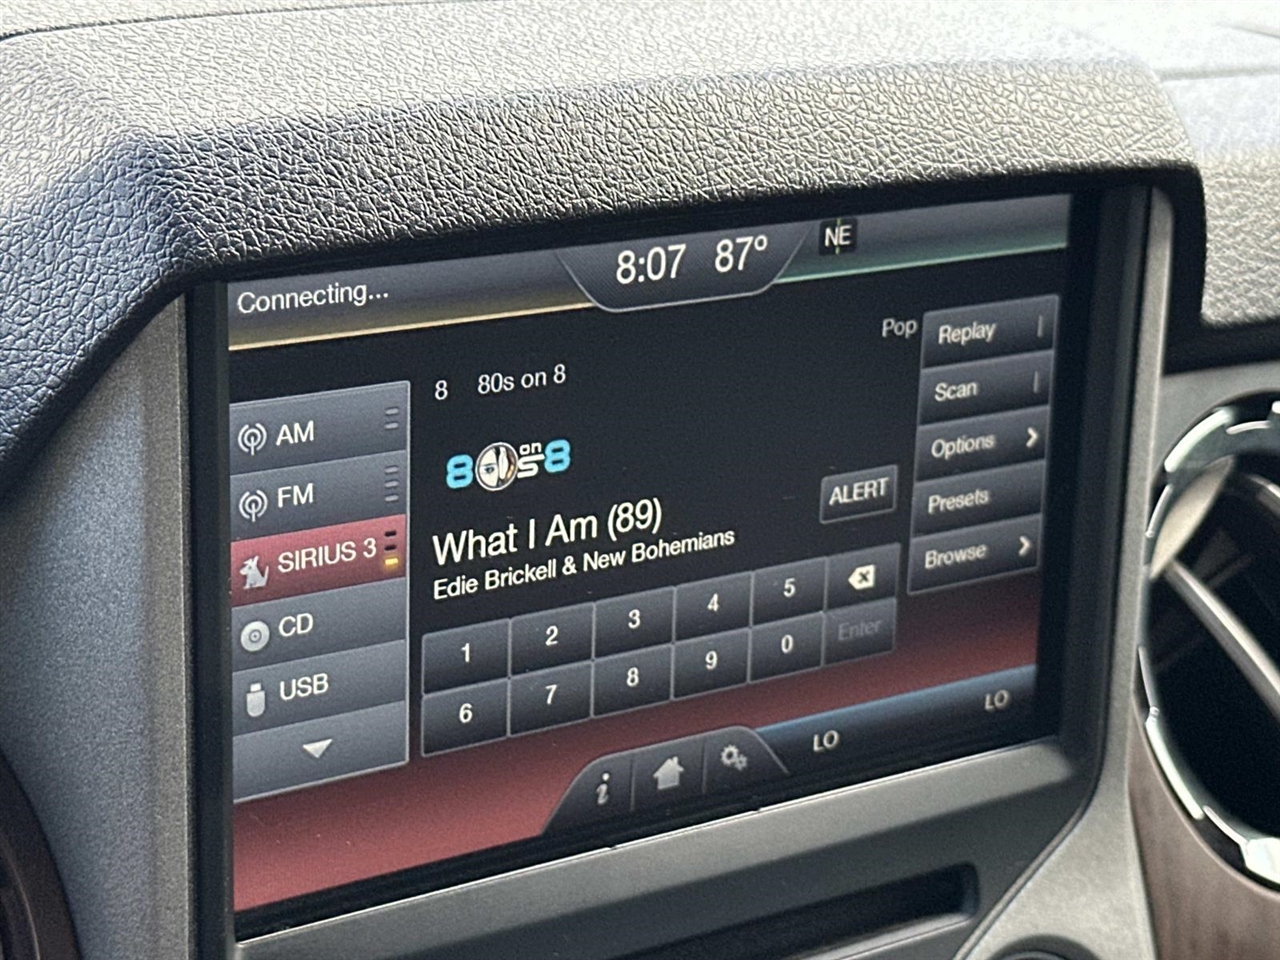 8:07 87° NE
Connecting...
8 80s on 8
Pop
80s on 8
What I Am (89)
Edie Brickell & New Bohemians
ALERT
AM
FM
SIRIUS 3
CD
USB
Replay
Scan
Options
Presets
Browse
1 2 3 4 5
6 7 8 9 0 Enter
i
LO LO